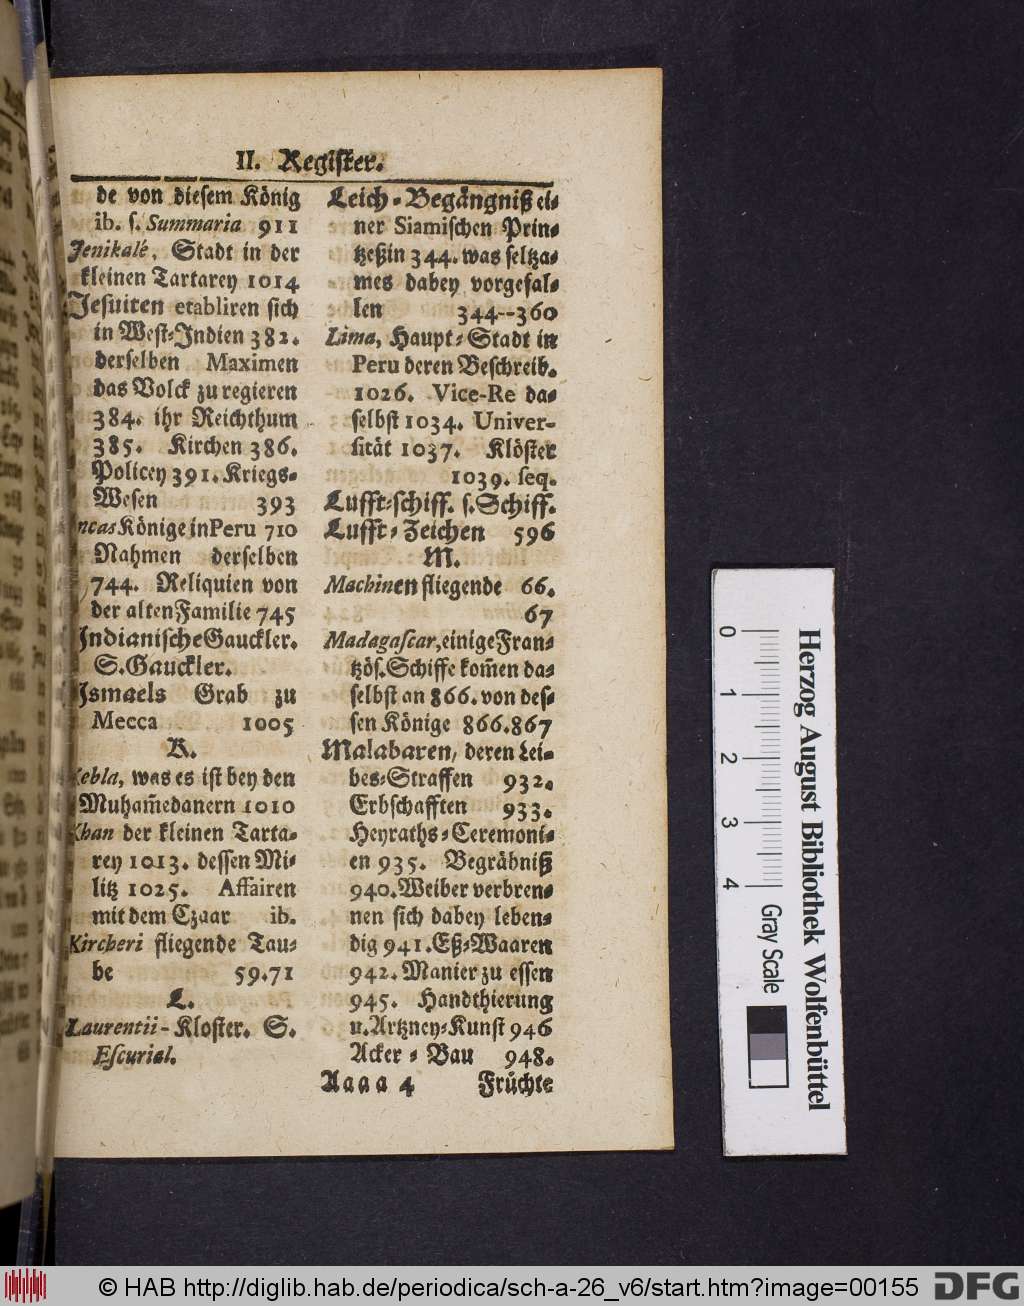 II. Register.
de von diesem König
ib. s. Summaria 911
Jenikalé, Stadt in der
kleinen Tartarey 1014
Jesuiten etabliren sich
in West-Indien 382.
derselben Maximen
das Volck zu regieren
384. ihr Reichthum
385. Kirchen 386.
Policey 391. Kriegs-
Wesen 393
Incas Könige in Peru 710
Nahmen derselben
744. Reliquien von
der alten Familie 745
Indianische Gauckler.
S. Gauckler.
Ismaels Grab zu
Mecca 1005
K.
Kebla, was es ist bey den
Muham̃edanern 1010
Khan der kleinen Tarta-
rey 1013. dessen Mi-
litz 1025. Affairen
mit dem Czaar ib.
Kircheri fliegende Tau-
be 59.71
L.
Laurentii-Kloster. S.
Escurial.
Leich-Begängniß ei-
ner Siamischen Prin-
tzeßin 344. was seltza-
mes dabey vorgefal-
len 344--360
Lima, Haupt-Stadt in
Peru deren Beschreib.
1026. Vice-Re da-
selbst 1034. Univer-
sität 1037. Klöster
1039. seq.
Lufft-schiff. s. Schiff.
Lufft-Zeichen 596
M.
Machinen fliegende 66.
67
Madagascar, einige Fran-
tzös. Schiffe kom̃en da-
selbst an 866. von des-
sen Könige 866.867
Malabaren, deren Lei-
bes-Straffen 932.
Erbschafften 933.
Heyraths-Ceremoni-
en 935. Begräbniß
940. Weiber verbren-
nen sich dabey leben-
dig 941. Eß-Waaren
942. Manier zu essen
945. Handthierung
u. Artzney-Kunst 946
Acker-Bau 948.
Aaaa 4 Früchte
0 1 2 3 4
Gray Scale
Herzog August Bibliothek Wolfenbüttel
© HAB http://diglib.hab.de/periodica/sch-a-26_v6/start.htm?image=00155
DFG